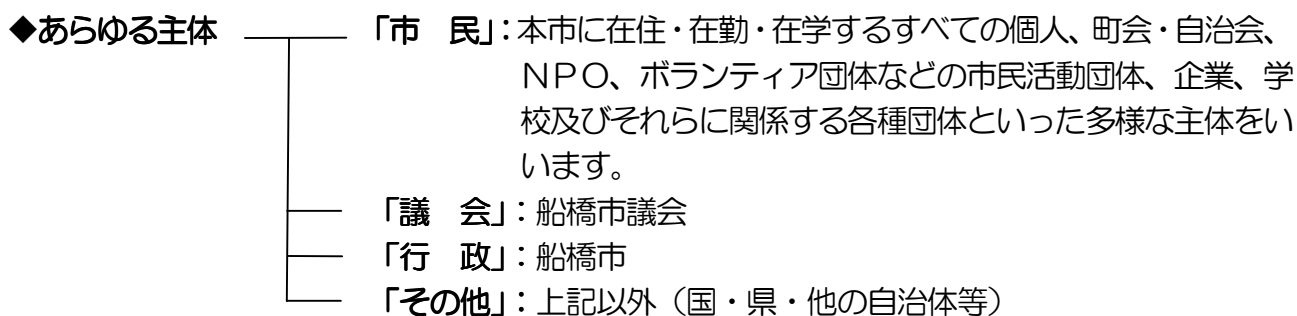 ◆あらゆる主体 「市　民」：本市に在住・在勤・在学するすべての個人、町会・自治会、
ＮＰＯ、ボランティア団体などの市民活動団体、企業、学
校及びそれらに関係する各種団体といった多様な主体をい
います。
「議　会」：船橋市議会
「行　政」：船橋市
「その他」：上記以外（国・県・他の自治体等）